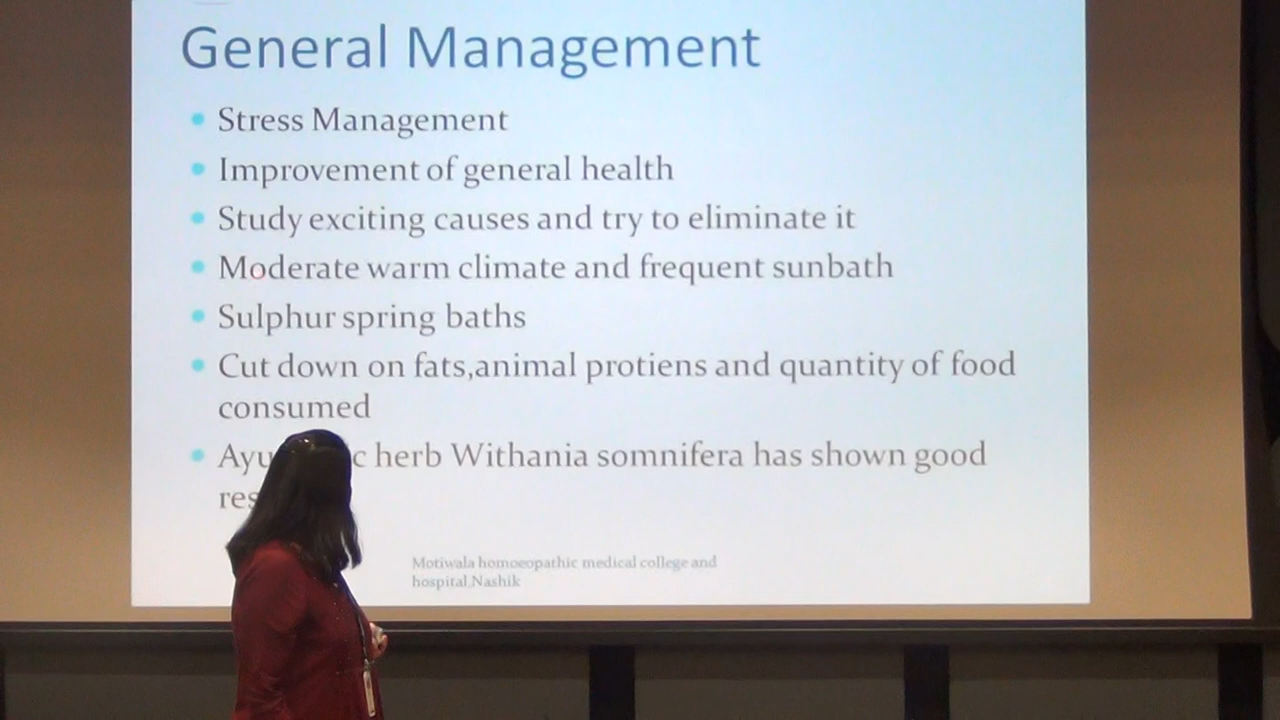 General Management
Stress Management
Improvement of general health
Study exciting causes and try to eliminate it
Moderate warm climate and frequent sunbath
Sulphur spring baths
Cut down on fats,animal protiens and quantity of food
consumed
herb Withania somnifera has shown good
Motiwala homoeopathic medical college and
hospital,Nashik